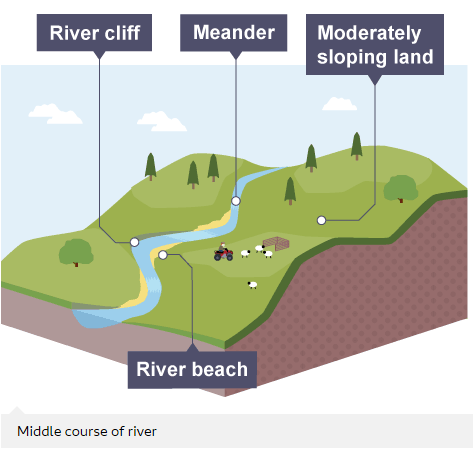 River cliff
Meander
Moderately
sloping land
River beach
Middle course of river